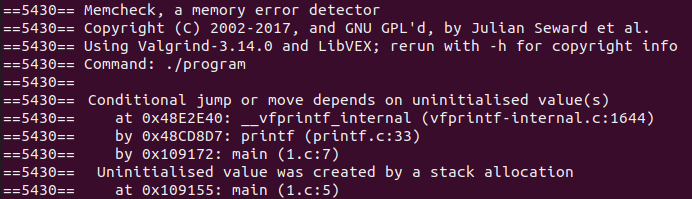 ==5430== Memcheck, a memory error detector
==5430== Copyright (C) 2002-2017, and GNU GPL'd, by Julian Seward et al.
==5430== Using Valgrind-3.14.0 and LibVEX; rerun with -h for copyright info
==5430== Command: ./program
==5430==
==5430== Conditional jump or move depends on uninitialised value(s)
==5430==    at 0x48E2E40: __vfprintf_internal (vfprintf-internal.c:1644)
==5430==    by 0x48CD8D7: printf (printf.c:33)
==5430==    by 0x109172: main (1.c:7)
==5430==  Uninitialised value was created by a stack allocation
==5430==    at 0x109155: main (1.c:5)